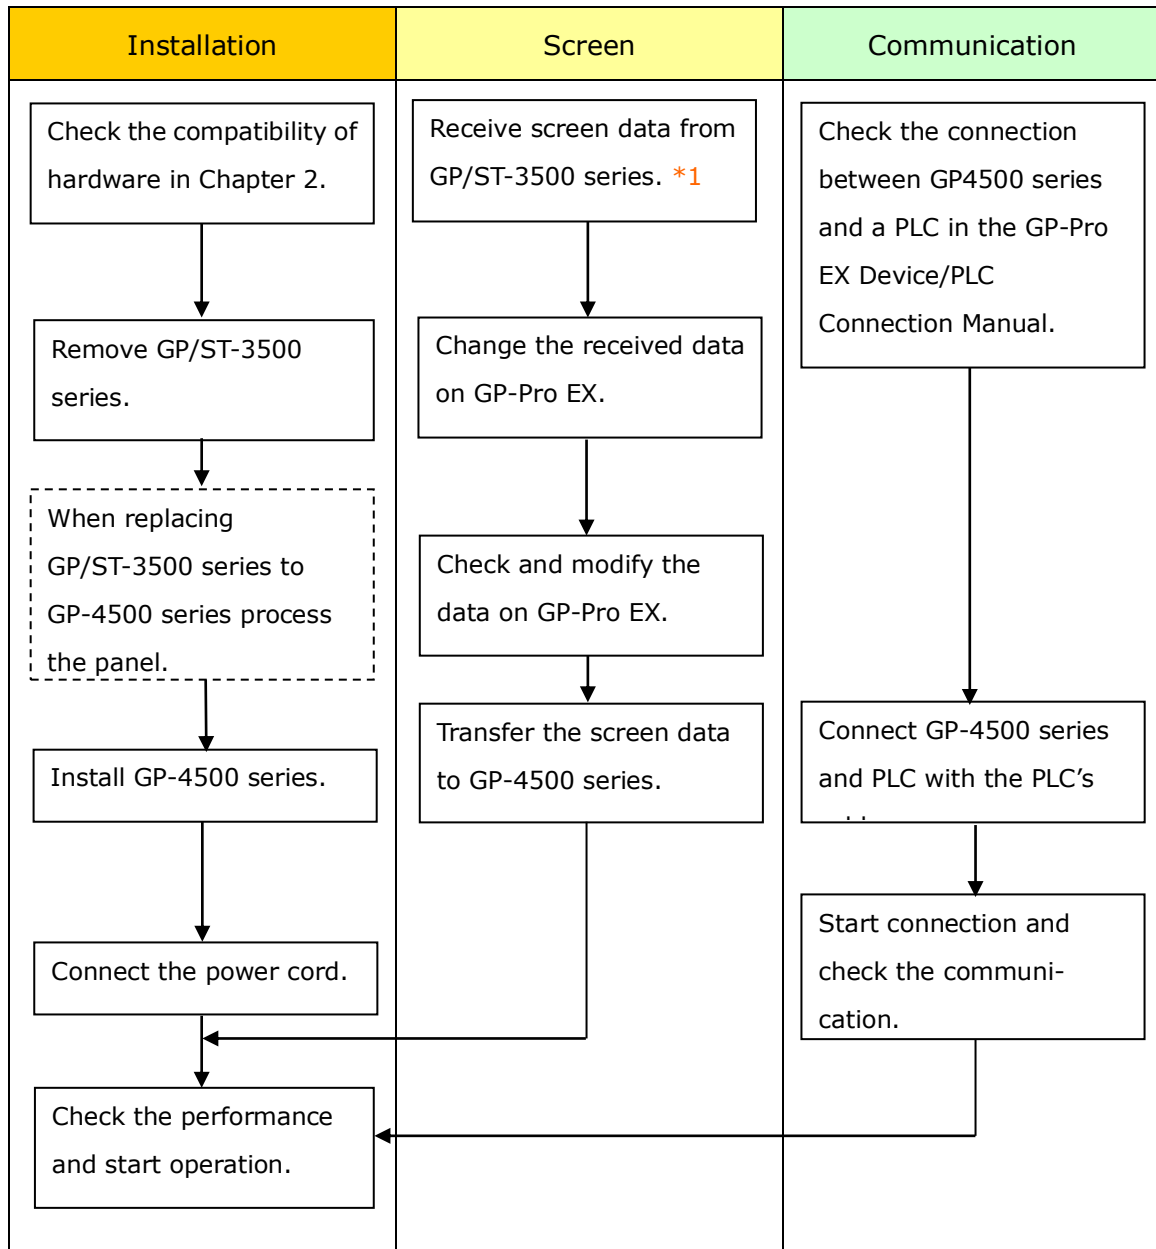 Installation
Screen
Communication
Check the compatibility of
hardware in Chapter 2.
Remove GP/ST-3500
series.
When replacing
GP/ST-3500 series to
GP-4500 series process
the panel.
Install GP-4500 series.
Connect the power cord.
Check the performance
and start operation.
Receive screen data from
GP/ST-3500 series. *1
Change the received data
on GP-Pro EX.
Check and modify the
data on GP-Pro EX.
Transfer the screen data
to GP-4500 series.
Check the connection
between GP4500 series
and a PLC in the GP-Pro
EX Device/PLC
Connection Manual.
Connect GP-4500 series
and PLC with the PLC’s
Start connection and
check the communi-
cation.